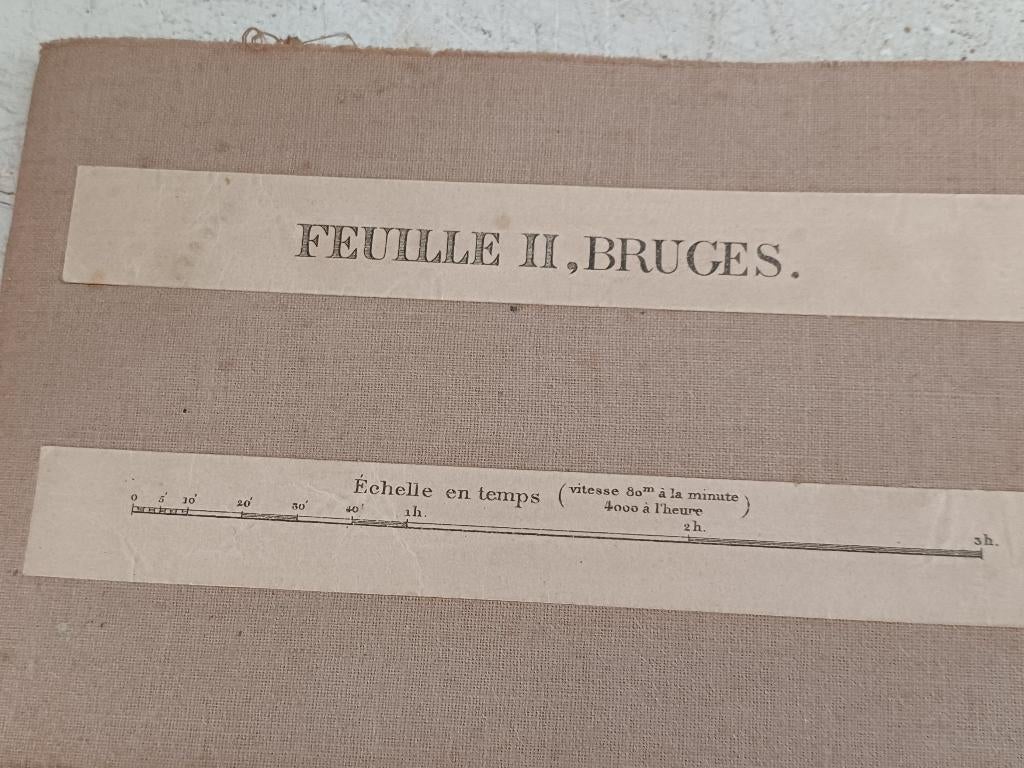 FEUILLE II, BRUGES.
Échelle en temps (vitesse 80m à la minute
4000 à l'heure)
0 5' 10' 20' 30' 40' 1h. 2h. 3h.